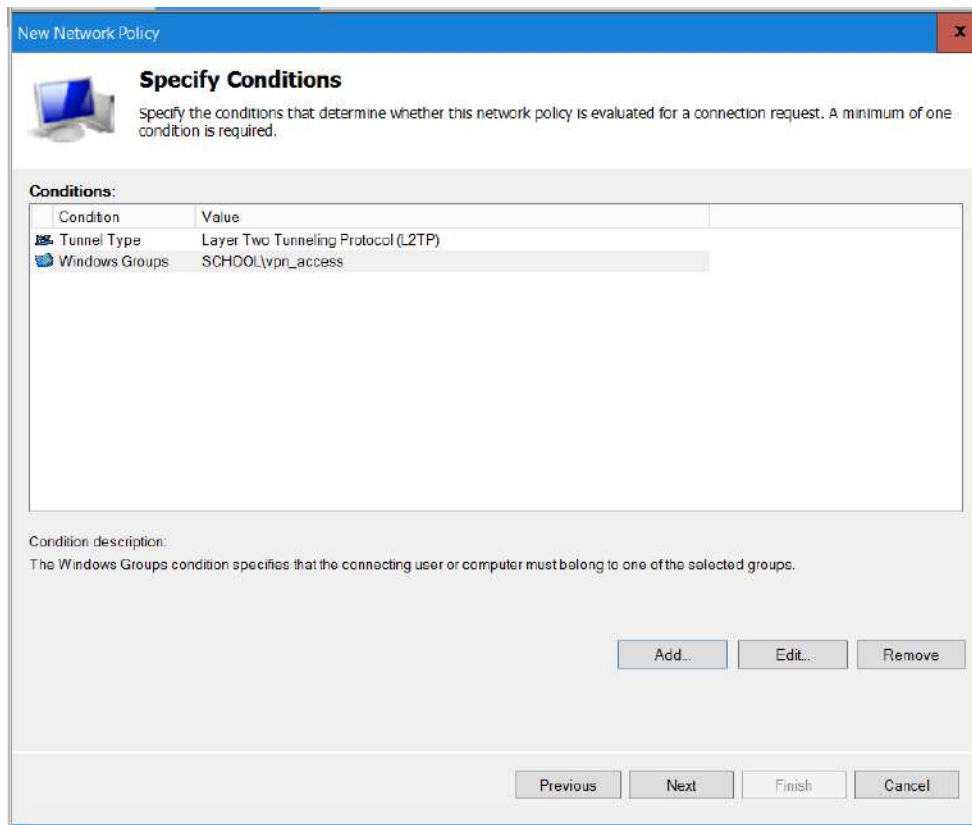 New Network Policy
x
Specify Conditions
Specify the conditions that determine whether this network policy is evaluated for a connection request. A minimum of one
condition is required.
Conditions:
Condition Value
Tunnel Type Layer Two Tunneling Protocol (L2TP)
Windows Groups SCHOOL\vpn_access
Condition description:
The Windows Groups condition specifies that the connecting user or computer must belong to one of the selected groups.
Add... Edit... Remove
Previous Next Finish Cancel